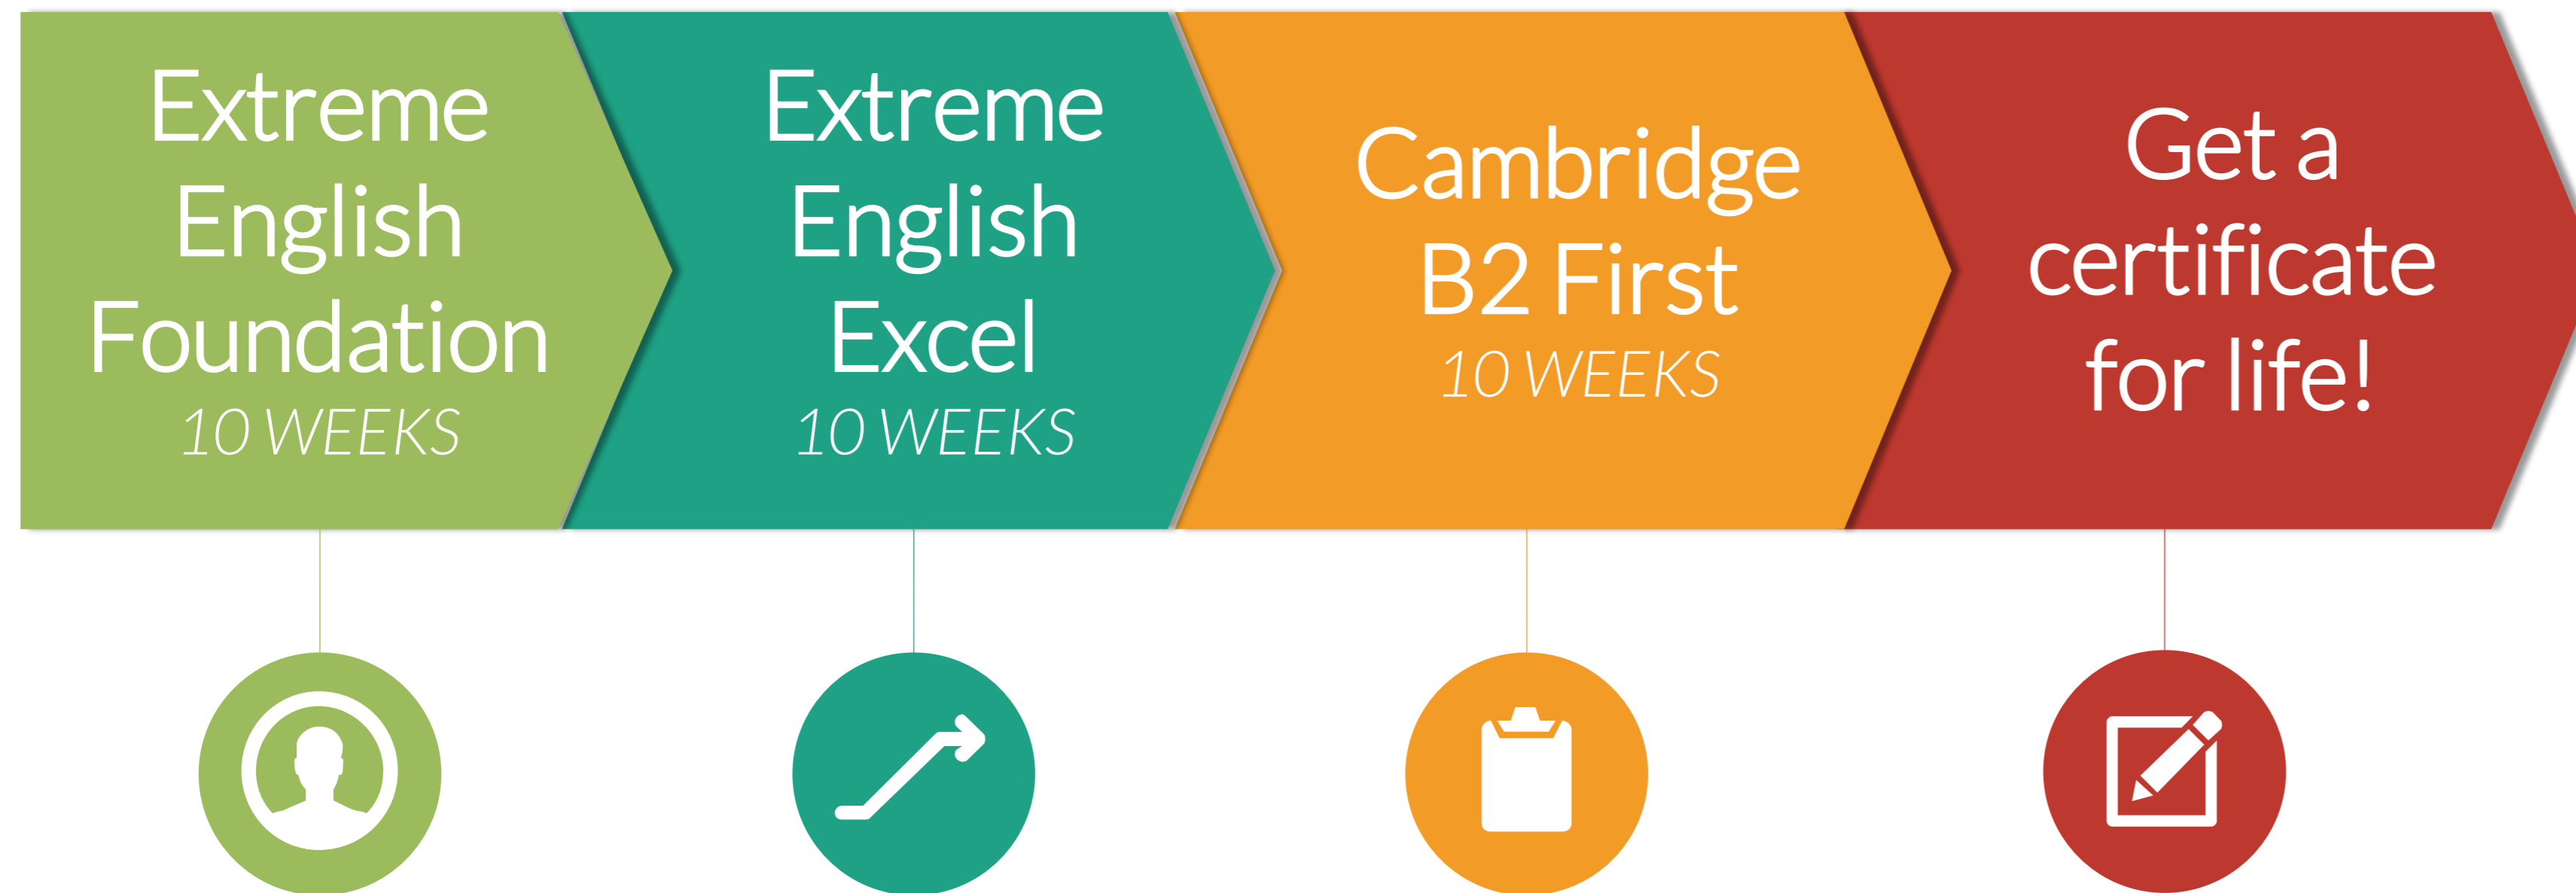 Extreme
English
Foundation
10 WEEKS
Extreme
English
Excel
10 WEEKS
Cambridge
B2 First
10 WEEKS
Get a
certificate
for life!